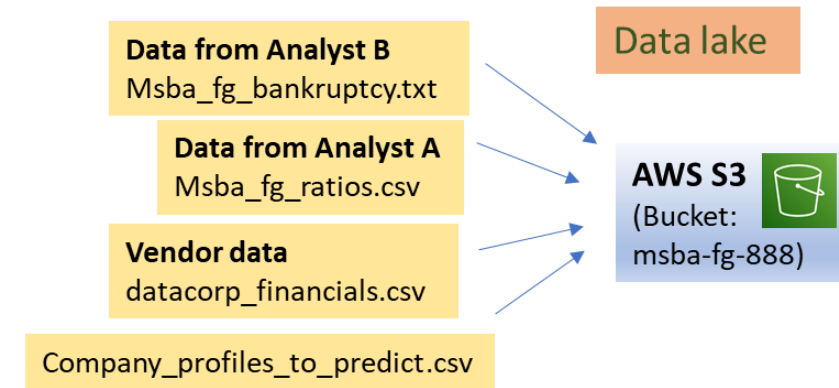 Data from Analyst B
Msba_fg_bankruptcy.txt
Data from Analyst A
Msba_fg_ratios.csv
Vendor data
datacorp_financials.csv
Company_profiles_to_predict.csv
Data lake
AWS S3
(Bucket:
msba-fg-888)